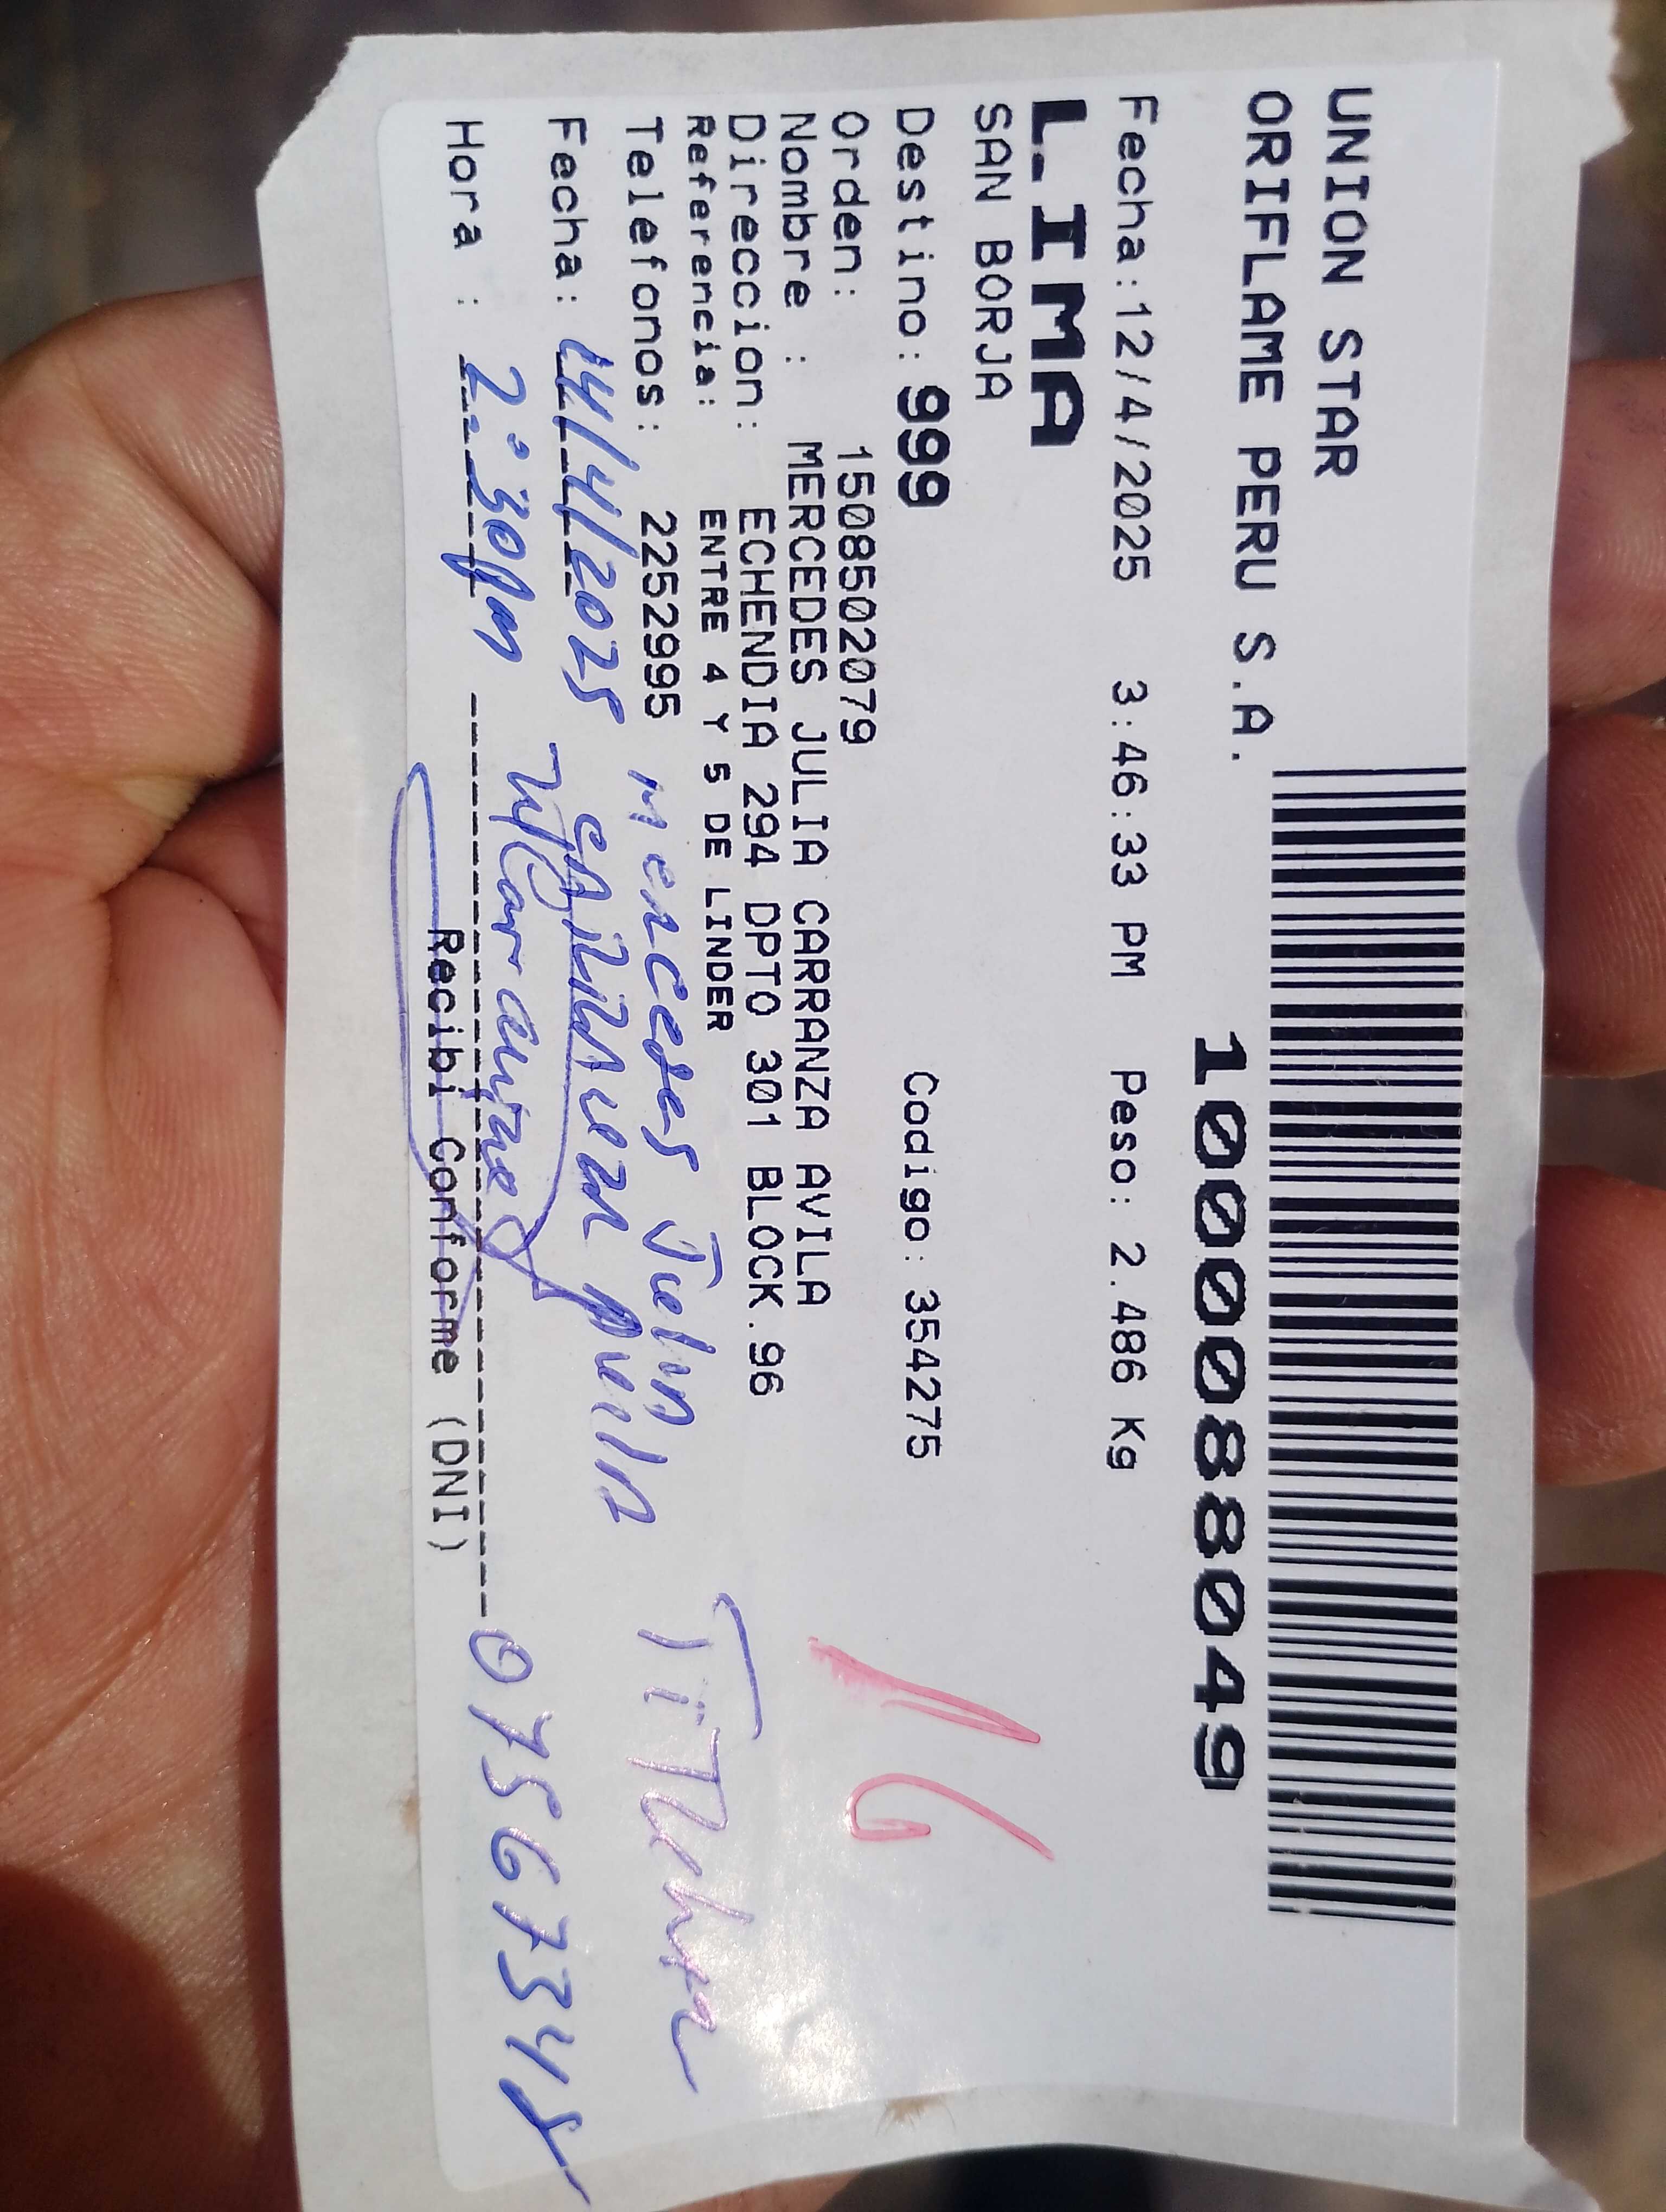 UNION STAR
ORIFLAME PERU S.A.
1000088049
Fecha:12/4/2025 3:46:33 PM Peso: 2.486 Kg
LIMA
SAN BORJA
Destino: 999 Codigo: 354275
16
Orden: 1508502079
Nombre : MERCEDES JULIA CARRANZA AVILA
Direccion: ECHENDIA 294 DPTO 301 BLOCK.96
Referencia: ENTRE 4 Y 5 DE LINDER
Telefonos: 2252995
Mercedes Julia
Titular
Fecha: 14/4/2025
Hora : 2:30pm
07567348
Recibi Conforme (DNI)